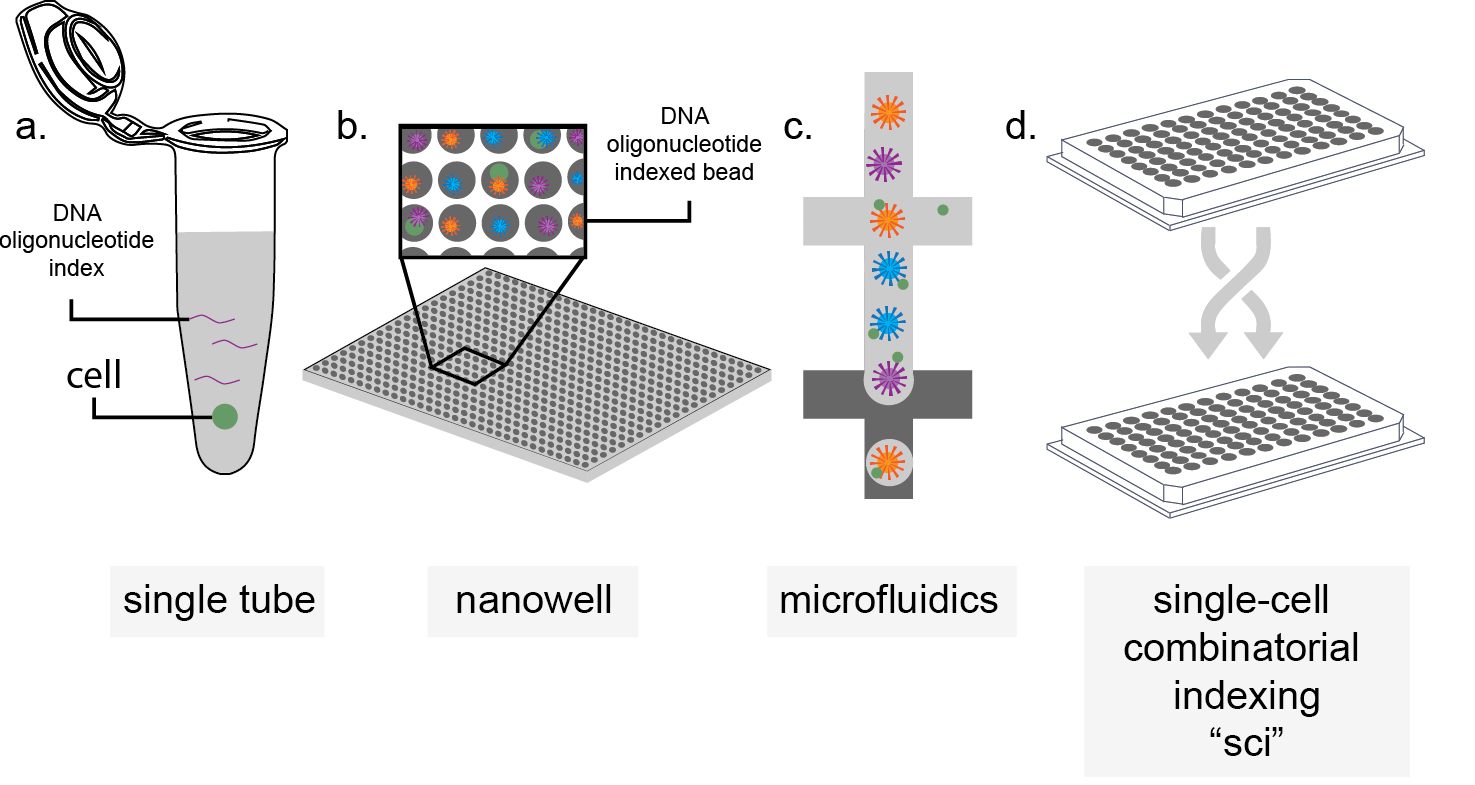 a.
DNA
oligonucleotide
index
cell
single tube
b.
DNA
oligonucleotide
indexed bead
nanowell
c.
microfluidics
d.
single-cell
combinatorial
indexing
“sci”